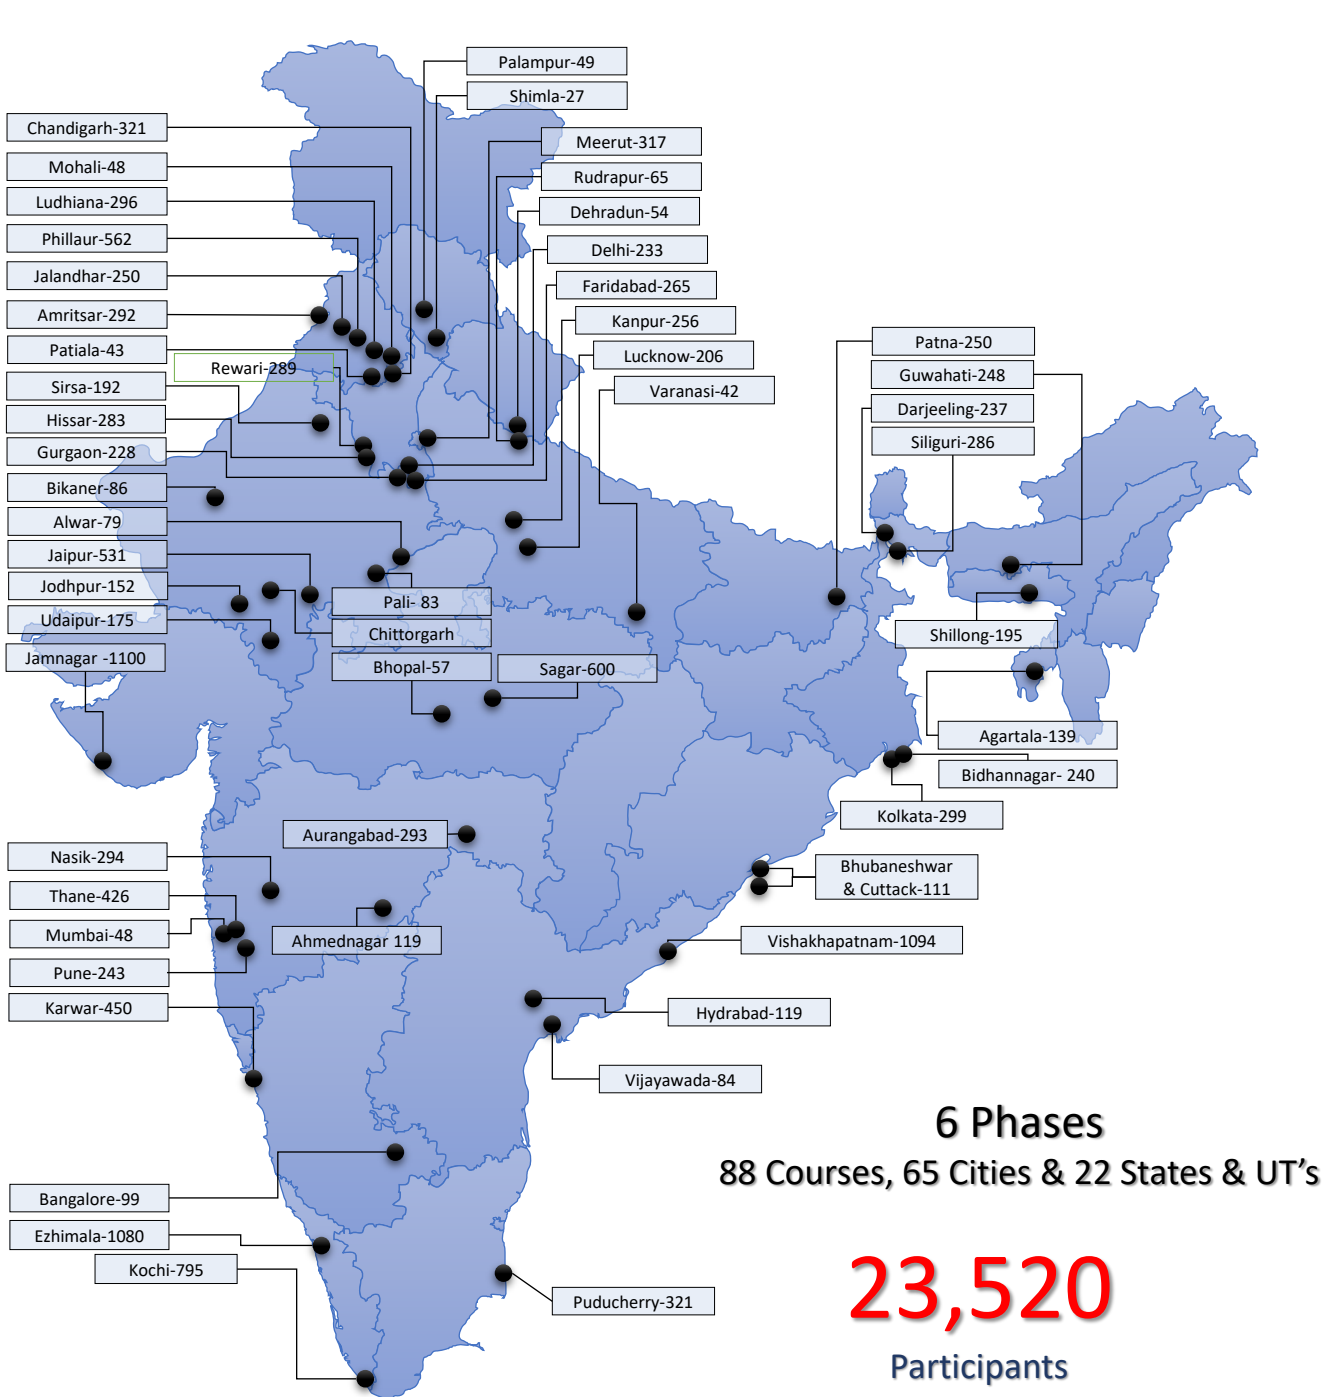 Palampur-49
Shimla-27
Chandigarh-321
Mohali-48
Ludhiana-296
Phillaur-562
Jalandhar-250
Amritsar-292
Patiala-43
Rewari-289
Sirsa-192
Hissar-283
Gurgaon-228
Bikaner-86
Alwar-79
Jaipur-531
Jodhpur-152
Udaipur-175
Jamnagar -1100
Meerut-317
Rudrapur-65
Dehradun-54
Delhi-233
Faridabad-265
Kanpur-256
Lucknow-206
Varanasi-42
Patna-250
Guwahati-248
Darjeeling-237
Siliguri-286
Pali- 83
Chittorgarh
Bhopal-57
Sagar-600
Shillong-195
Agartala-139
Bidhannagar- 240
Kolkata-299
Aurangabad-293
Nasik-294
Thane-426
Mumbai-48
Pune-243
Karwar-450
Ahmednagar 119
Bhubaneshwar
& Cuttack-111
Vishakhapatnam-1094
Hydrabad-119
Vijayawada-84
Bangalore-99
Ezhimala-1080
Kochi-795
Puducherry-321
6 Phases
88 Courses, 65 Cities & 22 States & UT’s
23,520
Participants